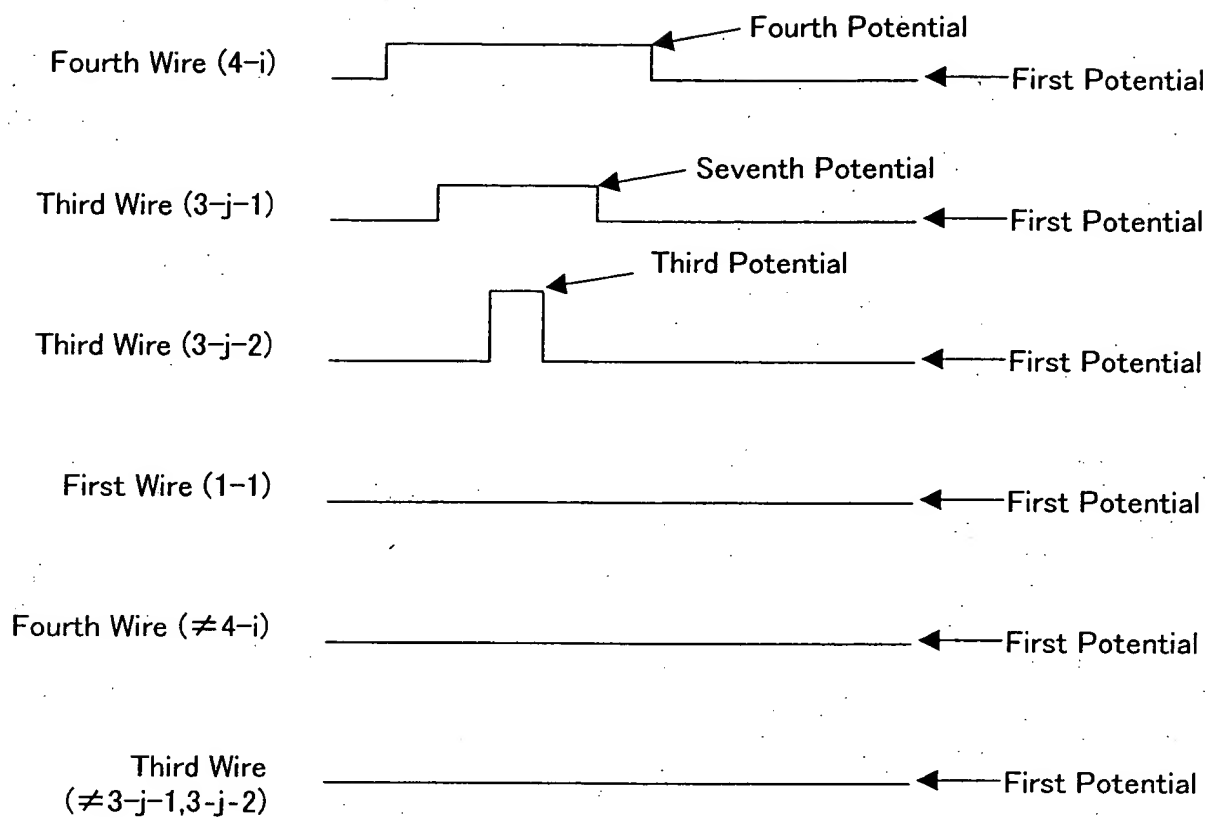 Fourth Potential
Fourth Wire (4-i)
First Potential
Seventh Potential
Third Wire (3-j-1)
First Potential
Third Potential
Third Wire (3-j-2)
First Potential
First Wire (1-1)
First Potential
Fourth Wire (≠4-i)
First Potential
Third Wire
(≠3-j-1,3-j-2)
First Potential